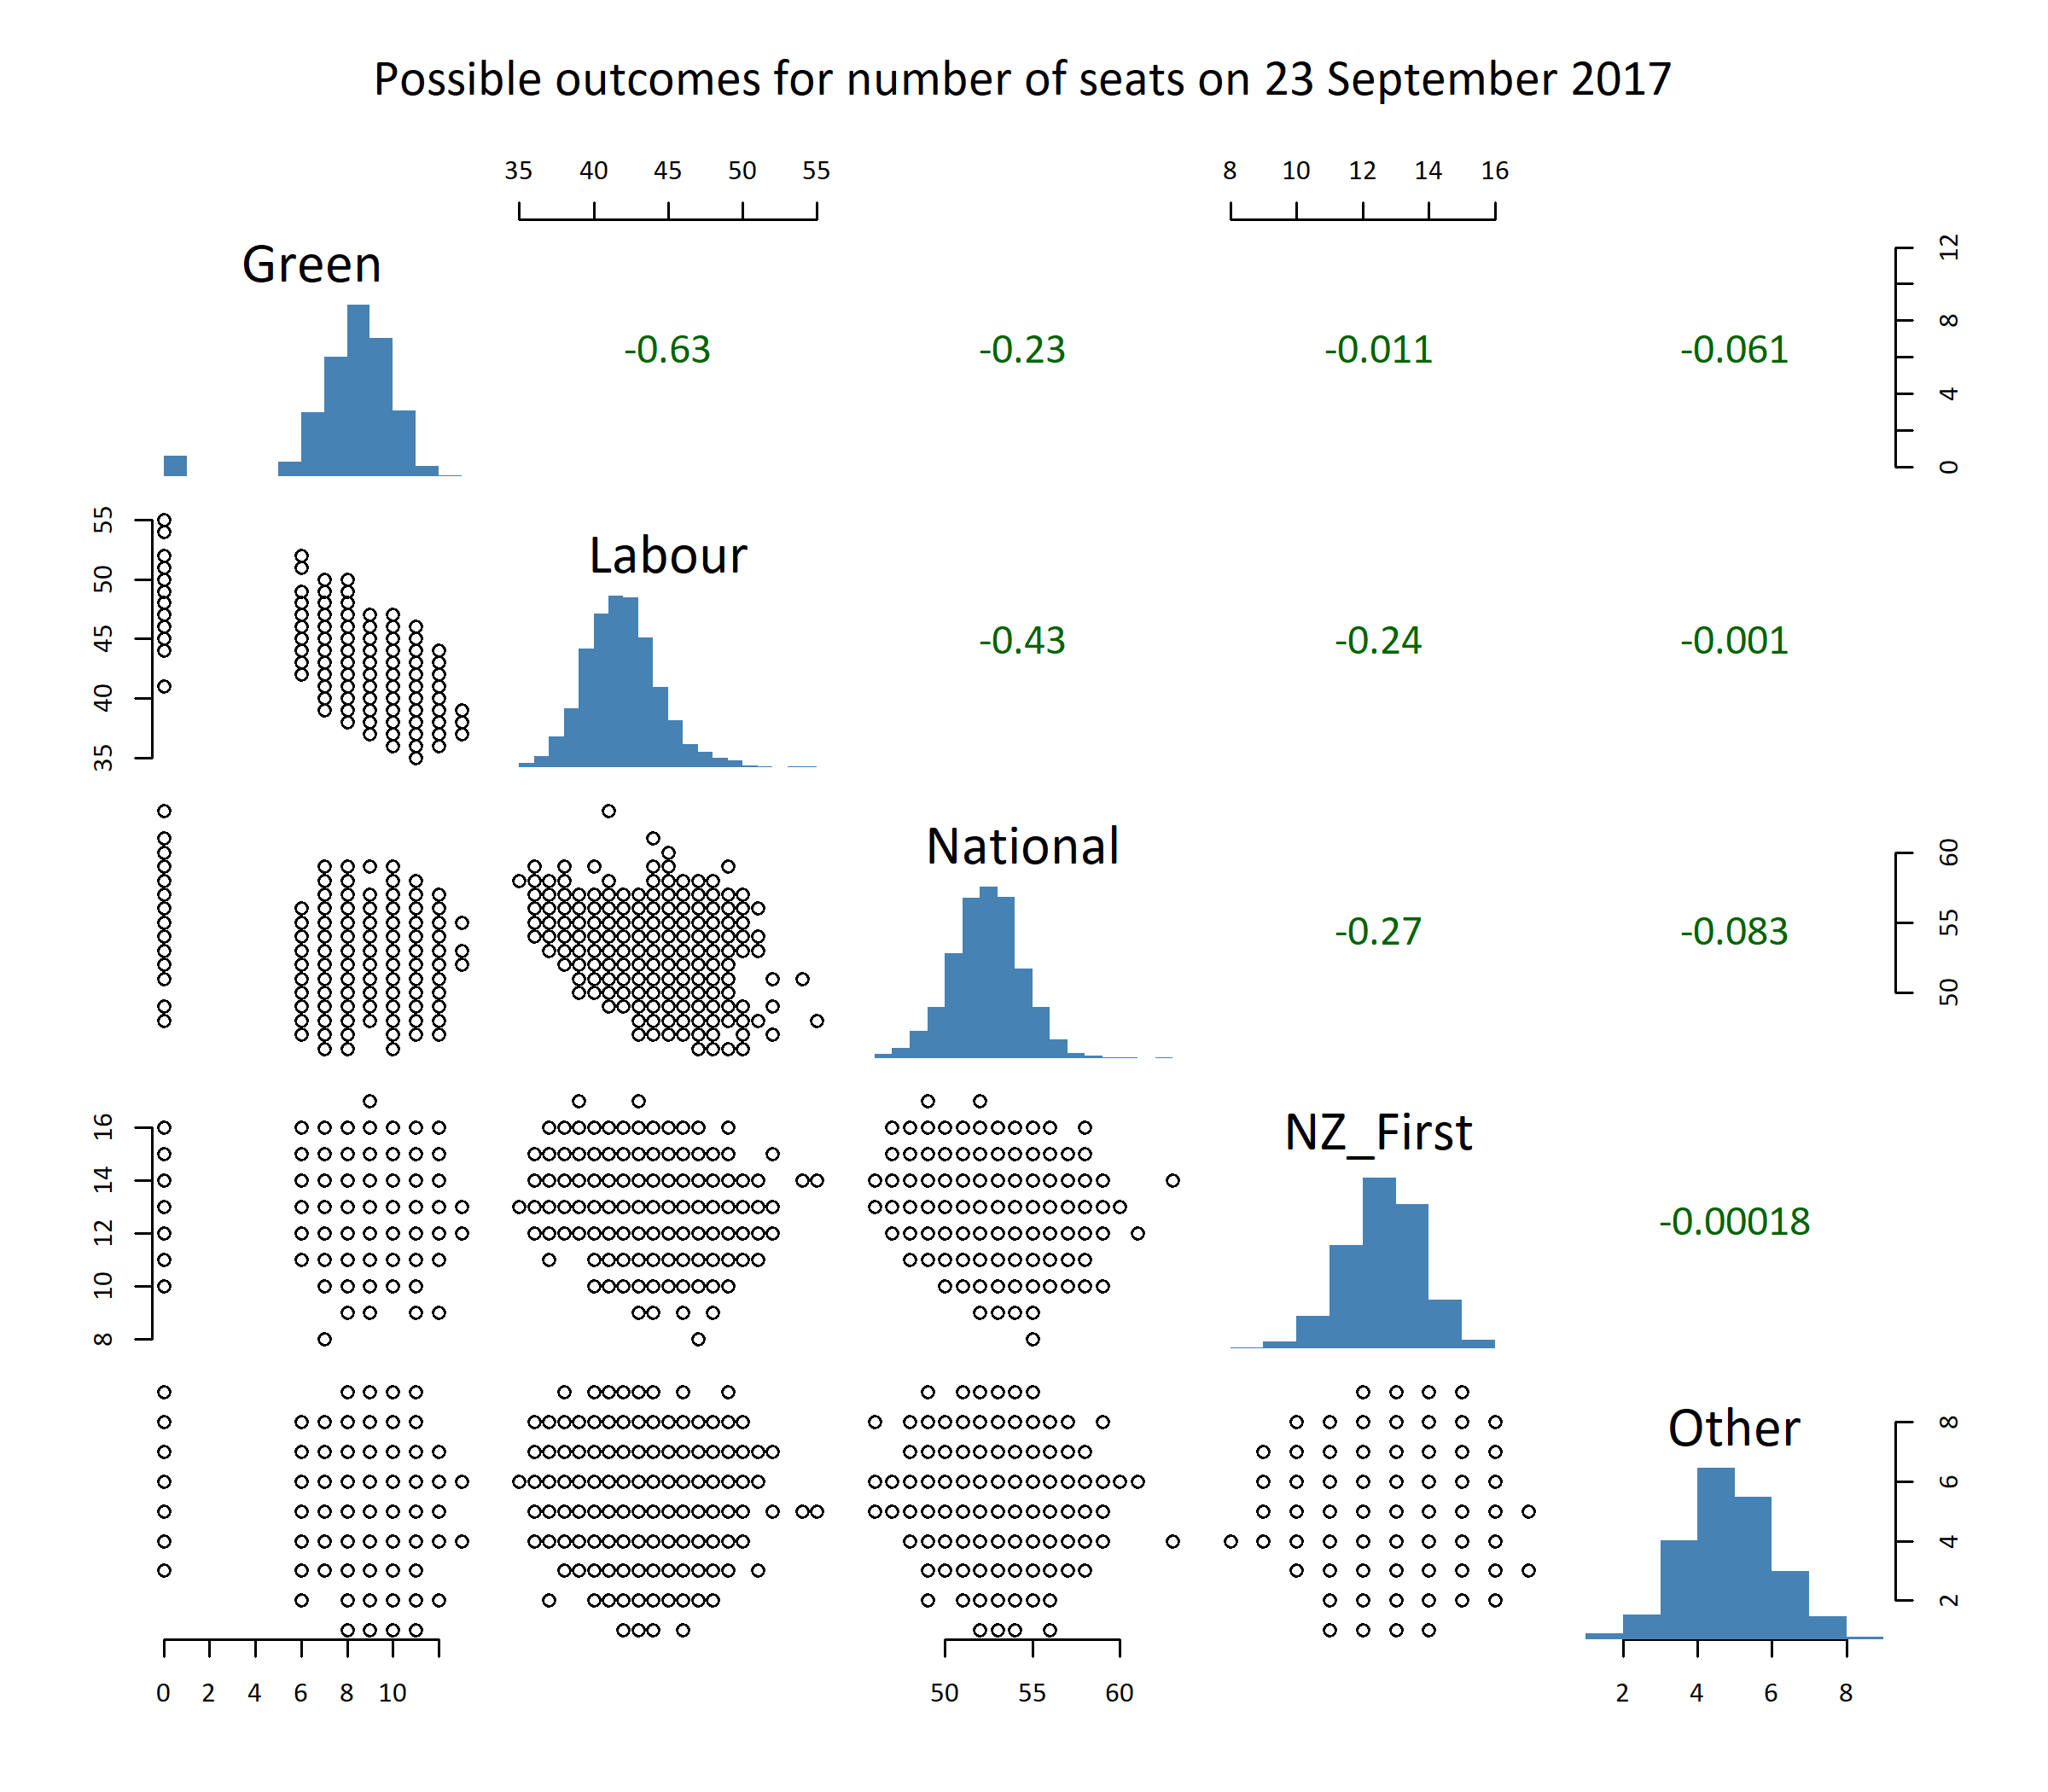 Possible outcomes for number of seats on 23 September 2017
35 40 45 50 55 8 10 12 14 16
Green
-0.63 -0.23 -0.011 -0.061
0 4 8 12
Labour
35 40 45 50 55
-0.43 -0.24 -0.001
National
-0.27 -0.083
50 55 60
NZ_First
8 10 12 14 16
-0.00018
Other
2 4 6 8
0 2 4 6 8 10 50 55 60 2 4 6 8